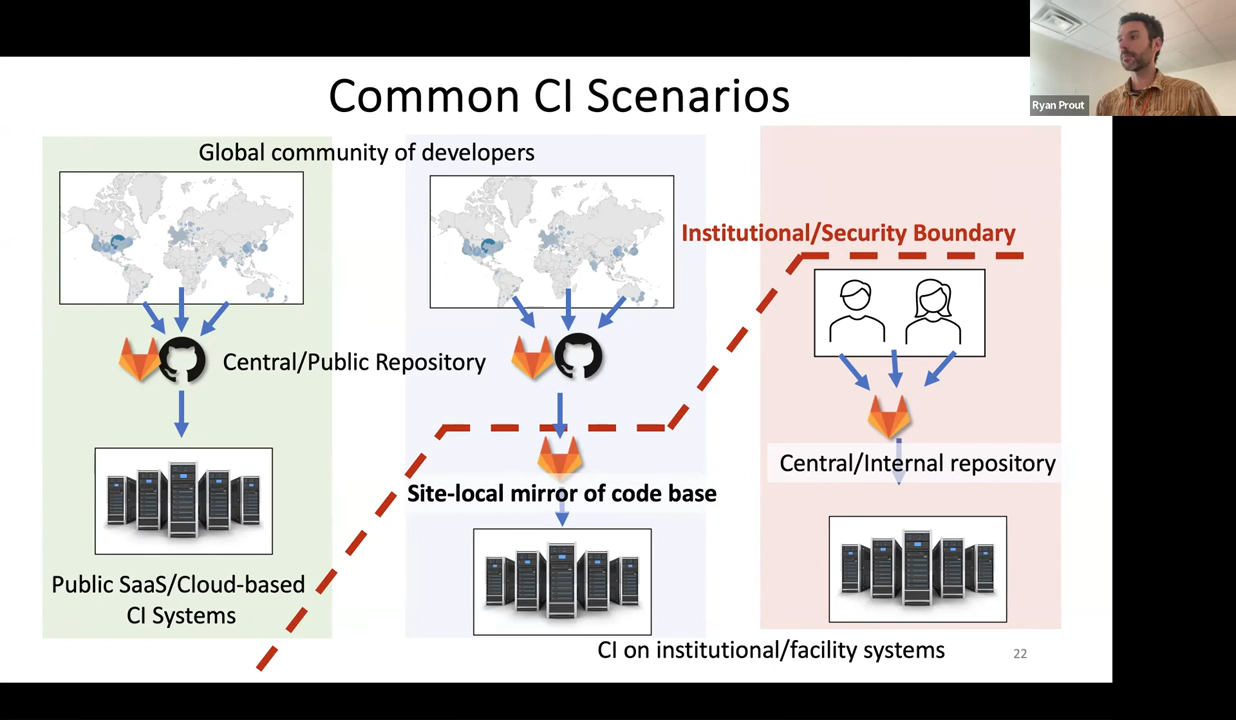 Ryan Prout
Common CI Scenarios
Global community of developers
Institutional/Security Boundary
Central/Public Repository
Central/Internal repository
Site-local mirror of code base
Public SaaS/Cloud-based
CI Systems
CI on institutional/facility systems
22